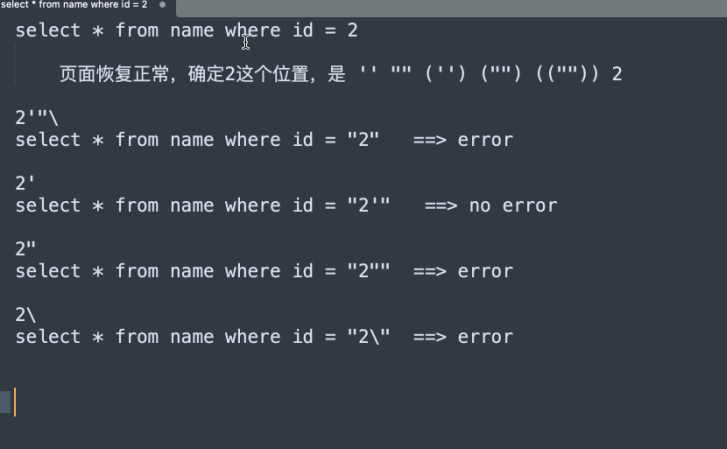 select * from name where id = 2
select * from name where id = 2
页面恢复正常，确定2这个位置，是 '' "" ('') ("") (("")) 2
2'"\
select * from name where id = "2" ==> error
2'
select * from name where id = "2'" ==> no error
2"
select * from name where id = "2"" ==> error
2\
select * from name where id = "2\" ==> error